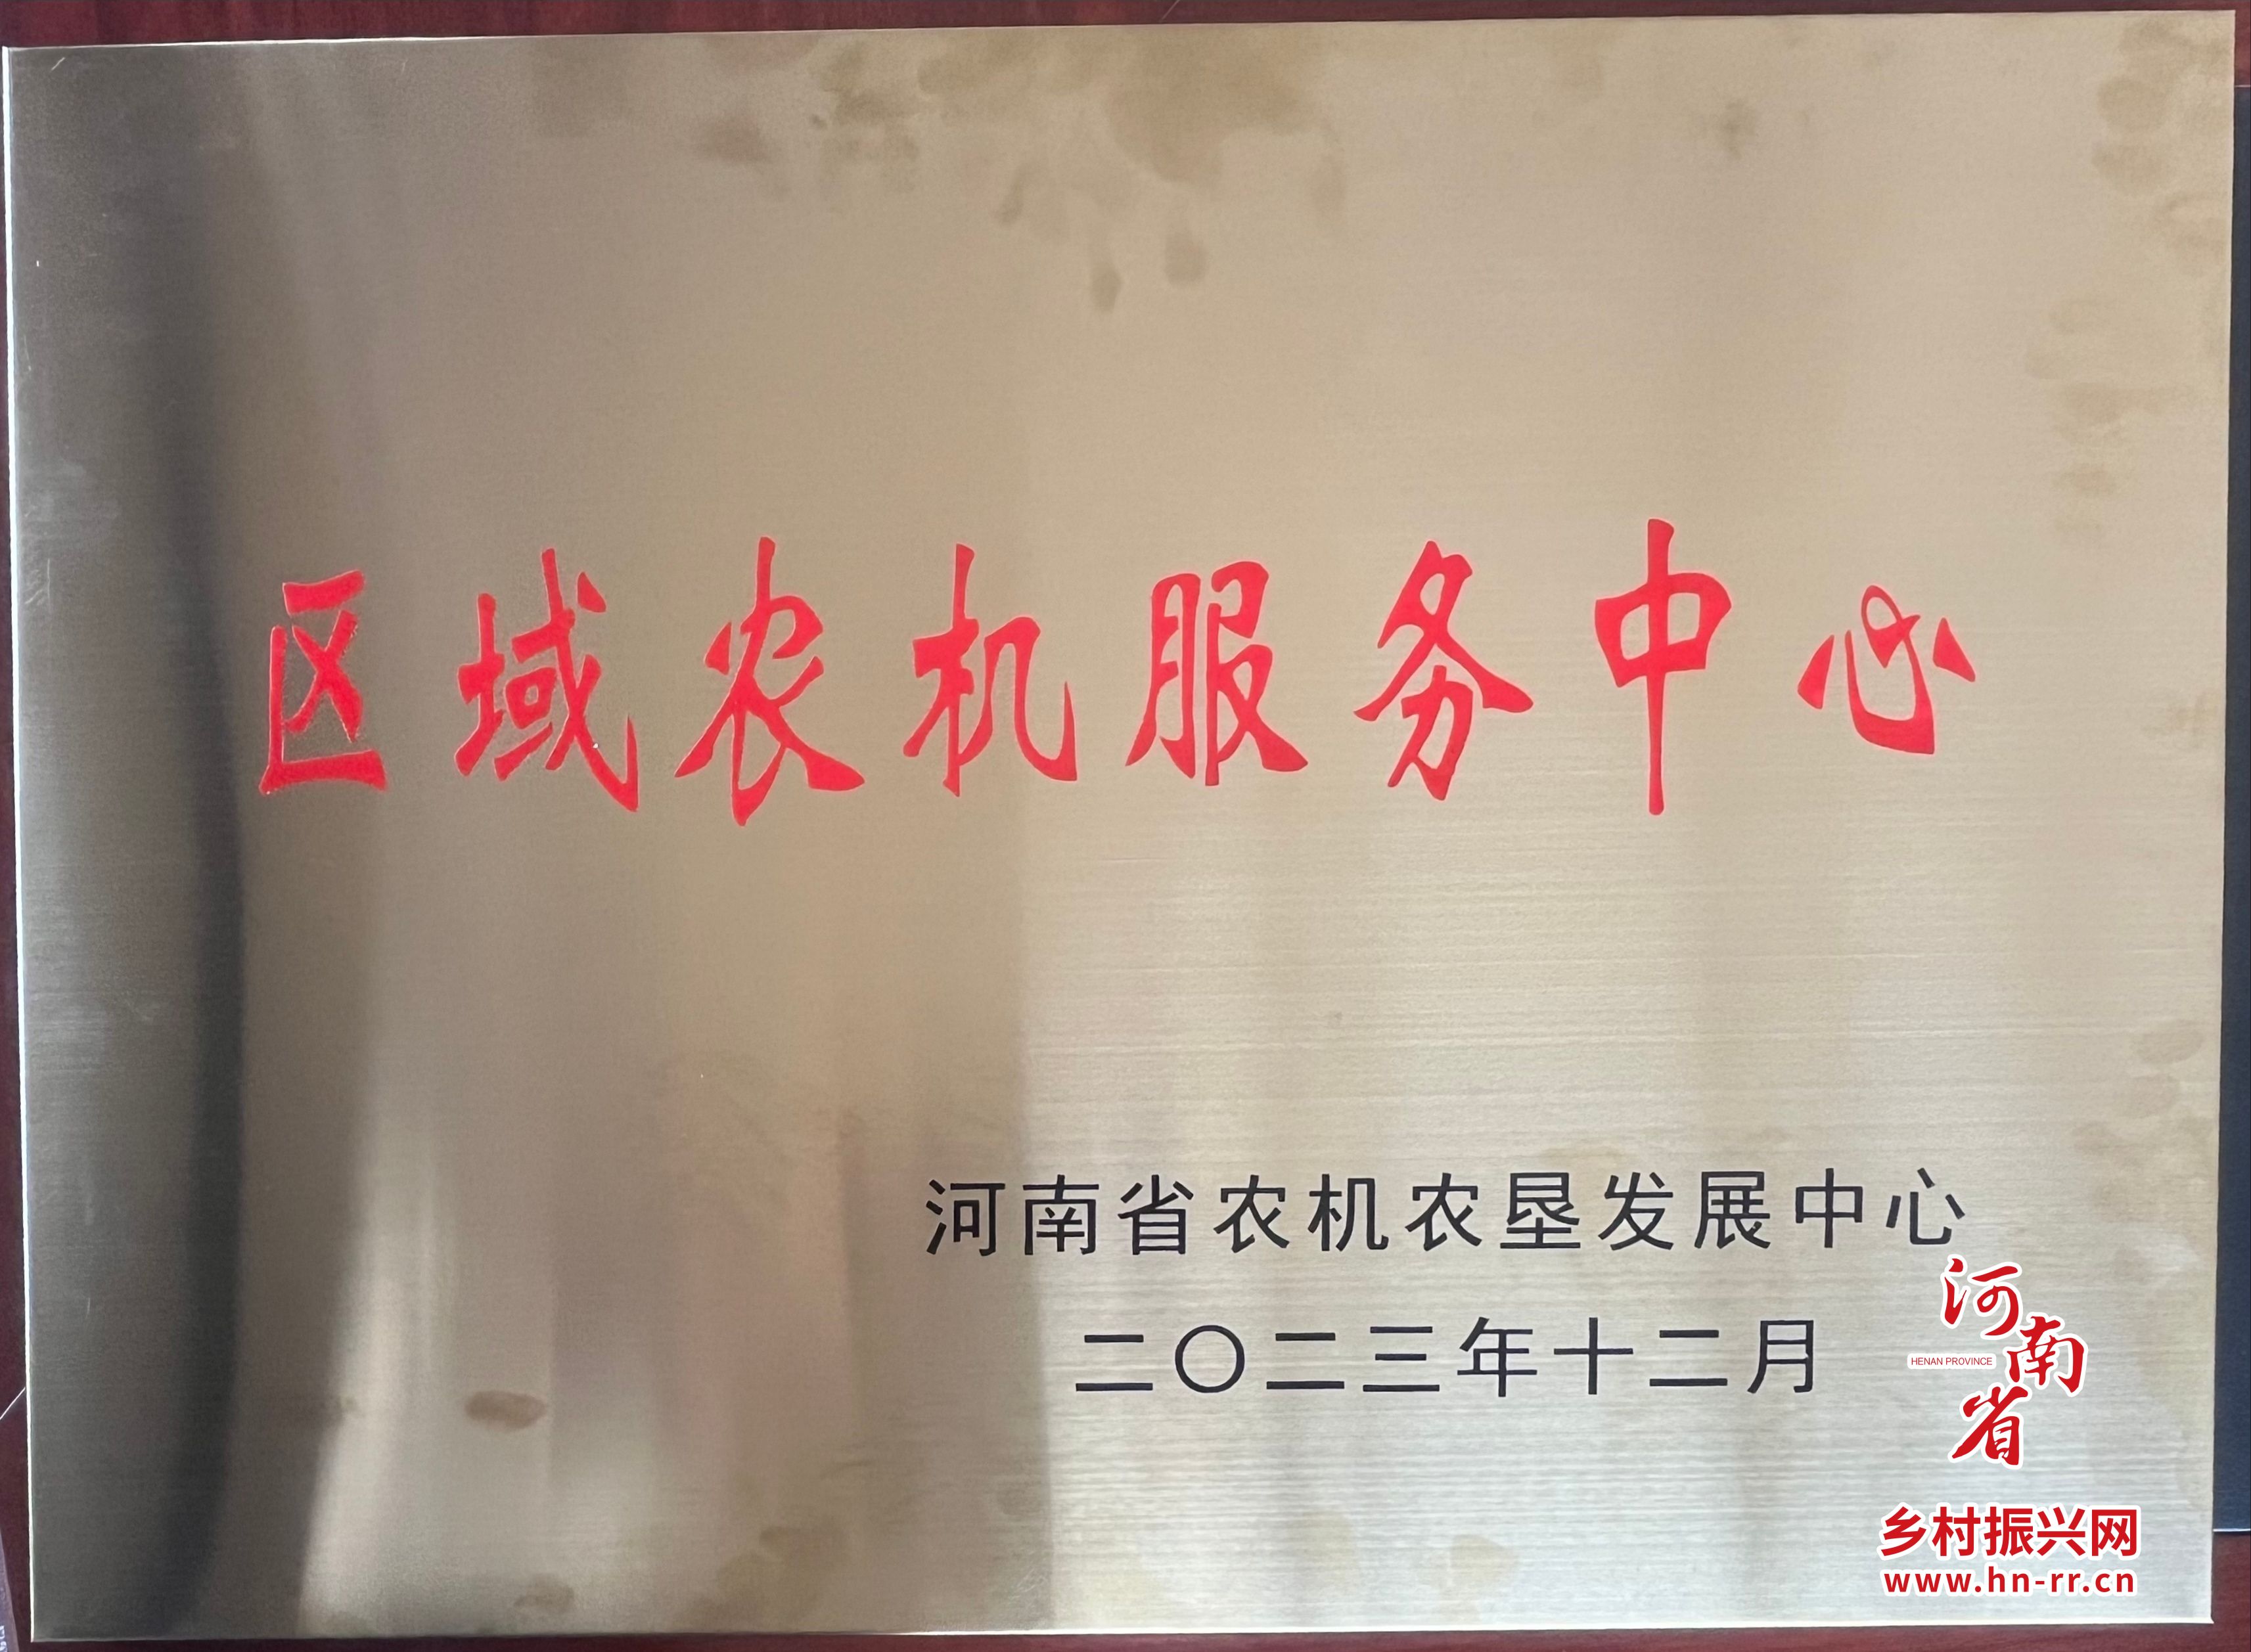 区域农机服务中心
河南省农机农垦发展中心
二〇二三年十二月
河南省
HENAN PROVINCE
乡村振兴网
www.hn-rr.cn